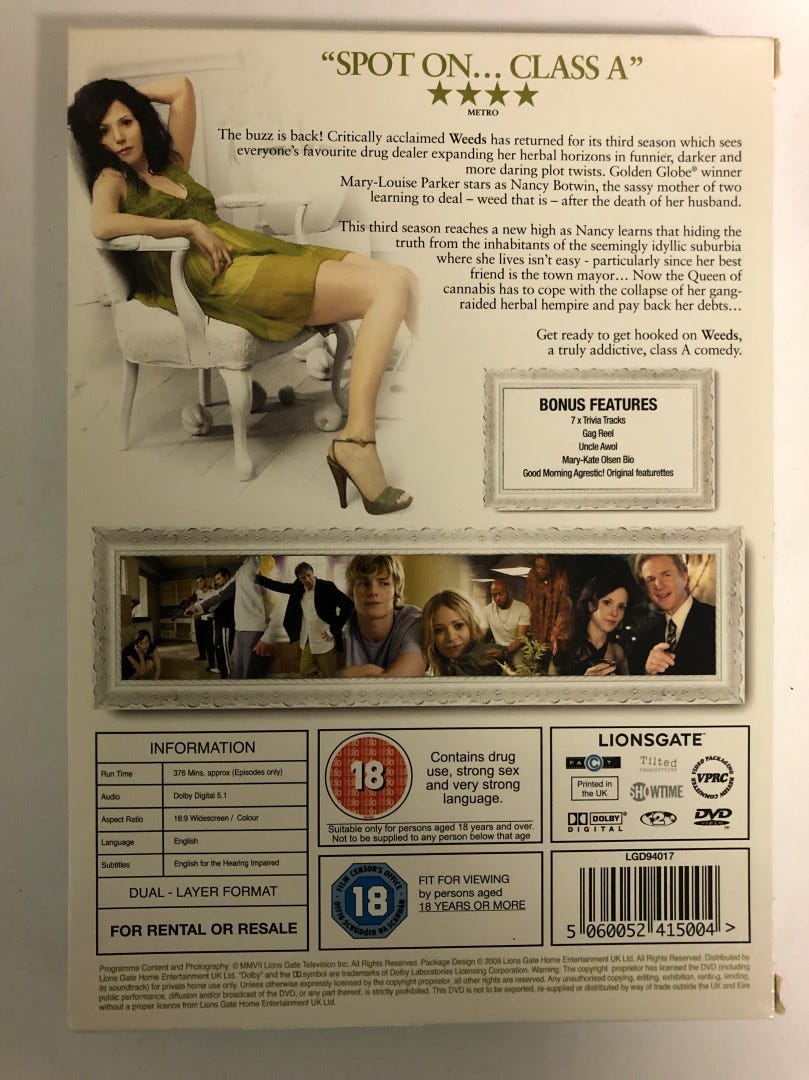 “SPOT ON... CLASS A”
METRO
The buzz is back! Critically acclaimed Weeds has returned for its third season which sees
everyone's favourite drug dealer expanding her herbal horizons in funnier, darker and
more daring plot twists. Golden Globe® winner
Mary-Louise Parker stars as Nancy Botwin, the sassy mother of two
learning to deal – weed that is – after the death of her husband.
This third season reaches a new high as Nancy learns that hiding the
truth from the inhabitants of the seemingly idyllic suburbia
where she lives isn't easy - particularly since her best
friend is the town mayor... Now the Queen of
cannabis has to cope with the collapse of her gang-
raided herbal hempire and pay back her debts...
Get ready to get hooked on Weeds,
a truly addictive, class A comedy.
BONUS FEATURES
7 x Trivia Tracks
Gag Reel
Uncle Awol
Mary-Kate Olsen Bio
Good Morning Agrestic! Original featurettes
INFORMATION
Run Time 376 Mins. approx (Episodes only)
Audio Dolby Digital 5.1
Aspect Ratio 16:9 Widescreen / Colour
Language English
Subtitles English for the Hearing Impaired
DUAL - LAYER FORMAT
FOR RENTAL OR RESALE
18
Contains drug
use, strong sex
and very strong
language.
Suitable only for persons aged 18 years and over.
Not to be supplied to any person below that age
FILM CENSOR'S OFFICE
18
OIFIG SCRÚDÓIR NA SCANNÁN
FIT FOR VIEWING
by persons aged
18 YEARS OR MORE
LIONSGATE
FACT
Tilted
PRODUCTIONS
Printed in
the UK
SHOWTIME
VIDEO PACKAGING
VPRC
REVIEW COMMITTEE
DOLBY
DIGITAL
2
DVD
VIDEO
LGD94017
5 060052 415004 >
Programme Content and Photography © MMVII Lions Gate Television Inc. All Rights Reserved. Package Design © 2008 Lions Gate Home Entertainment UK Ltd. All Rights Reserved. Distributed by
Lions Gate Home Entertainment UK Ltd. "Dolby" and the DD symbol are trademarks of Dolby Laboratories Licensing Corporation. Warning: The copyright proprietor has licensed the DVD (including
its soundtrack) for private home use only. Unless otherwise expressly licensed by the copyright proprietor, all other rights are reserved. Any unauthorised copying, editing, exhibition, renting, lending,
public performance, diffusion and/or broadcast of the DVD, or any part thereof, is strictly prohibited. This DVD is not to be exported, re-supplied or distributed by way of trade outside the UK and Eire
without a proper licence from Lions Gate Home Entertainment UK Ltd.